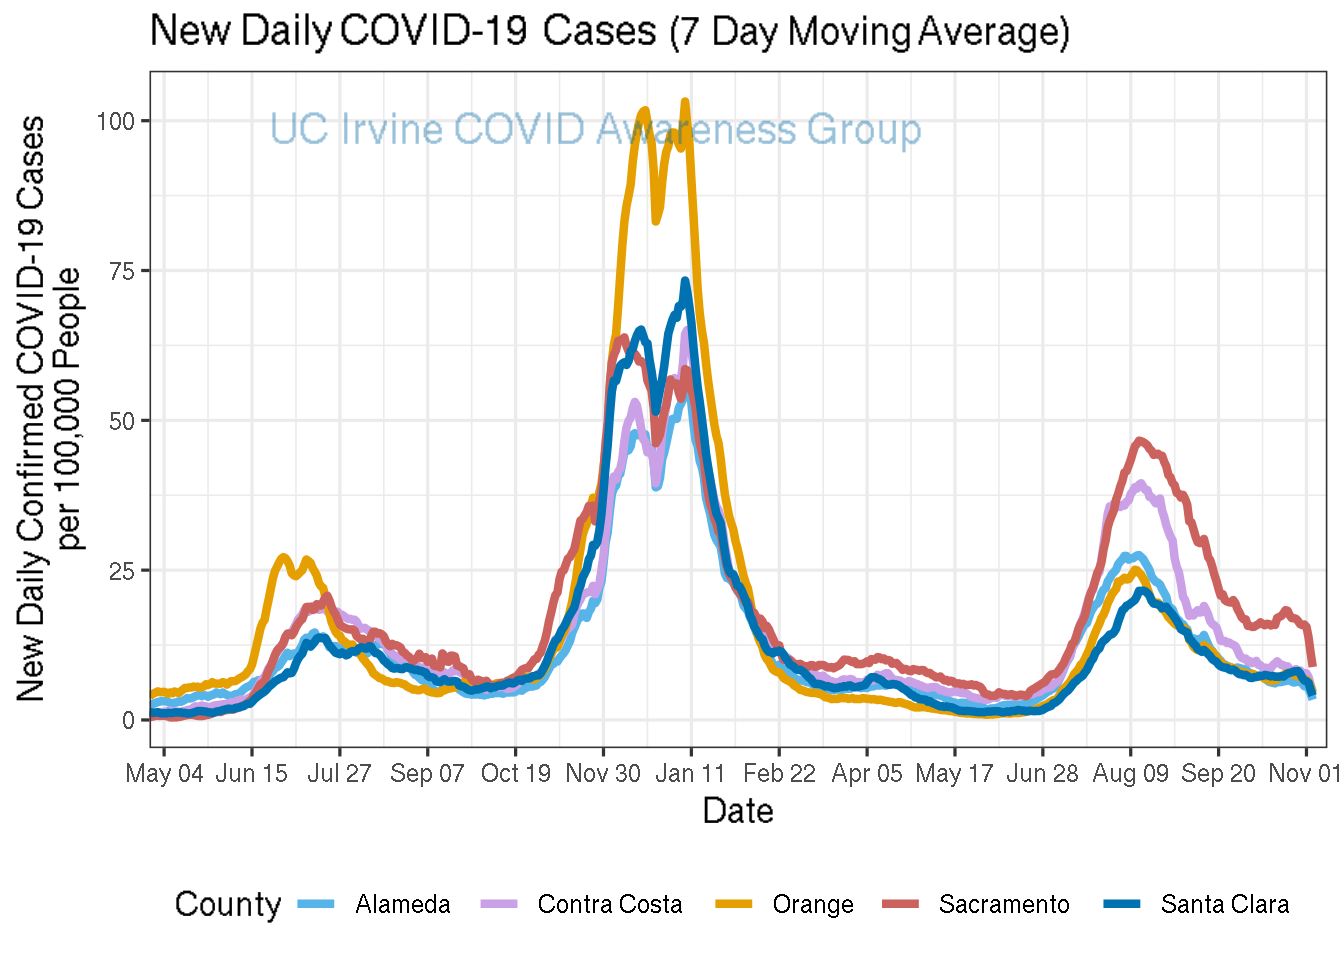 New Daily COVID-19 Cases (7 Day Moving Average)
UC Irvine COVID Awareness Group
New Daily Confirmed COVID-19 Cases
per 100,000 People
100
75
50
25
0
May 04 Jun 15 Jul 27 Sep 07 Oct 19 Nov 30 Jan 11 Feb 22 Apr 05 May 17 Jun 28 Aug 09 Sep 20 Nov 01
Date
County Alameda Contra Costa Orange Sacramento Santa Clara